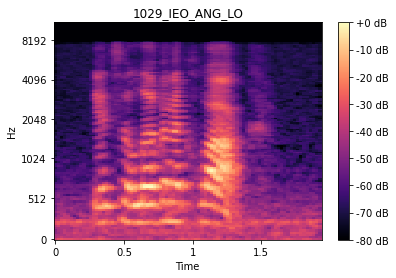 1029_IEO_ANG_LO
8192
4096
2048
1024
512
0
Hz
0
0.5
1
1.5
Time
+0 dB
-10 dB
-20 dB
-30 dB
-40 dB
-50 dB
-60 dB
-70 dB
-80 dB